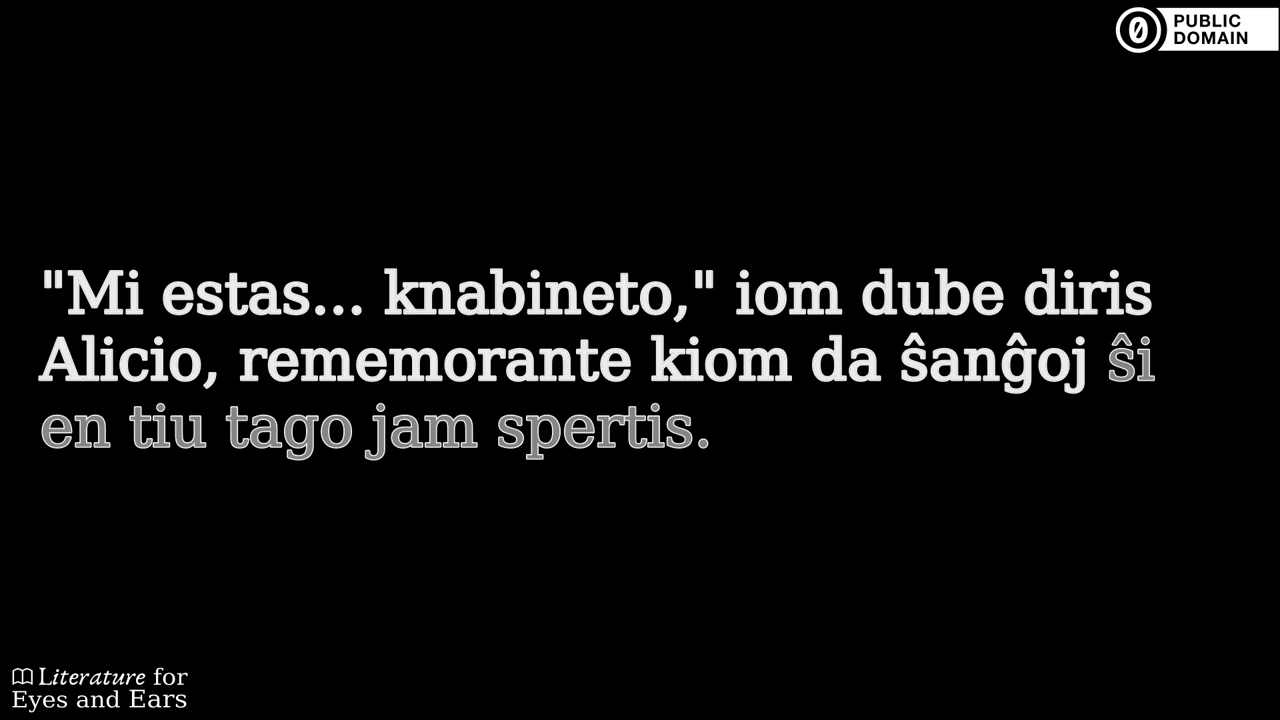 PUBLIC
DOMAIN
"Mi estas... knabineto," iom dube diris
Alicio, rememorante kiom da ŝanĝoj ŝi
en tiu tago jam spertis.
Literature for
Eyes and Ears